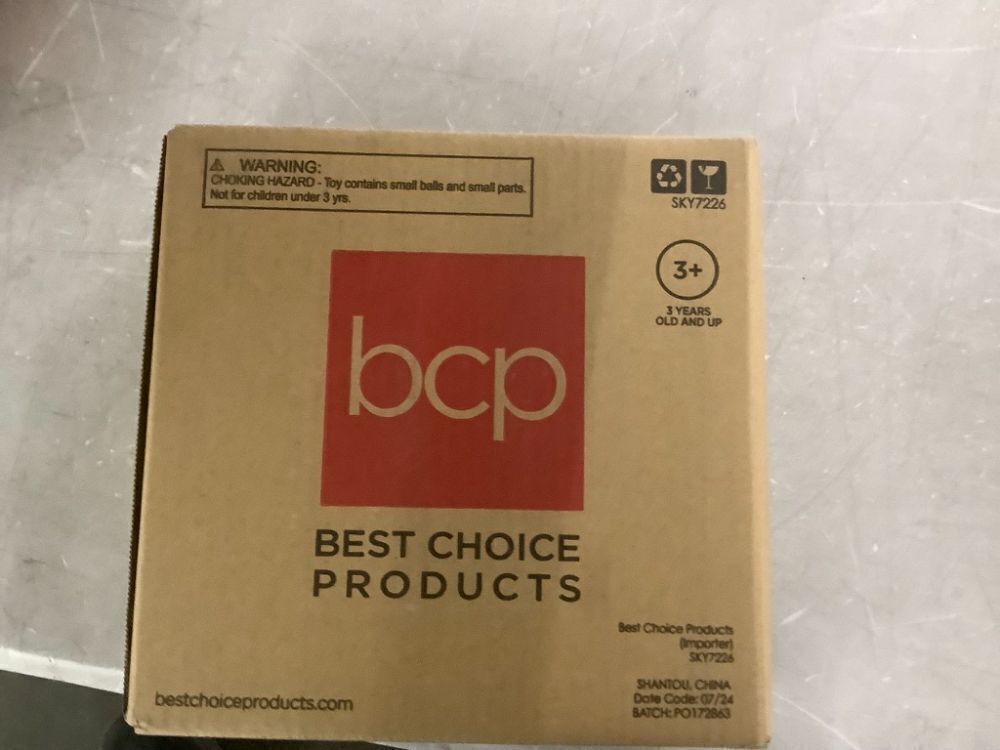 WARNING:
CHOKING HAZARD - Toy contains small balls and small parts.
Not for children under 3 yrs.
SKY7226
3+
3 YEARS
OLD AND UP
bcp
BEST CHOICE
PRODUCTS
Best Choice Products
(Importer)
SKY7226
SHANTOU, CHINA
Date Code: 07/24
BATCH: PO172863
bestchoiceproducts.com